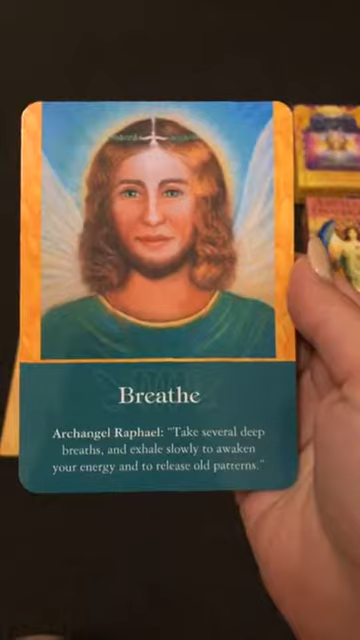 Breathe
Archangel Raphael: "Take several deep
breaths, and exhale slowly to awaken
your energy and to release old patterns."